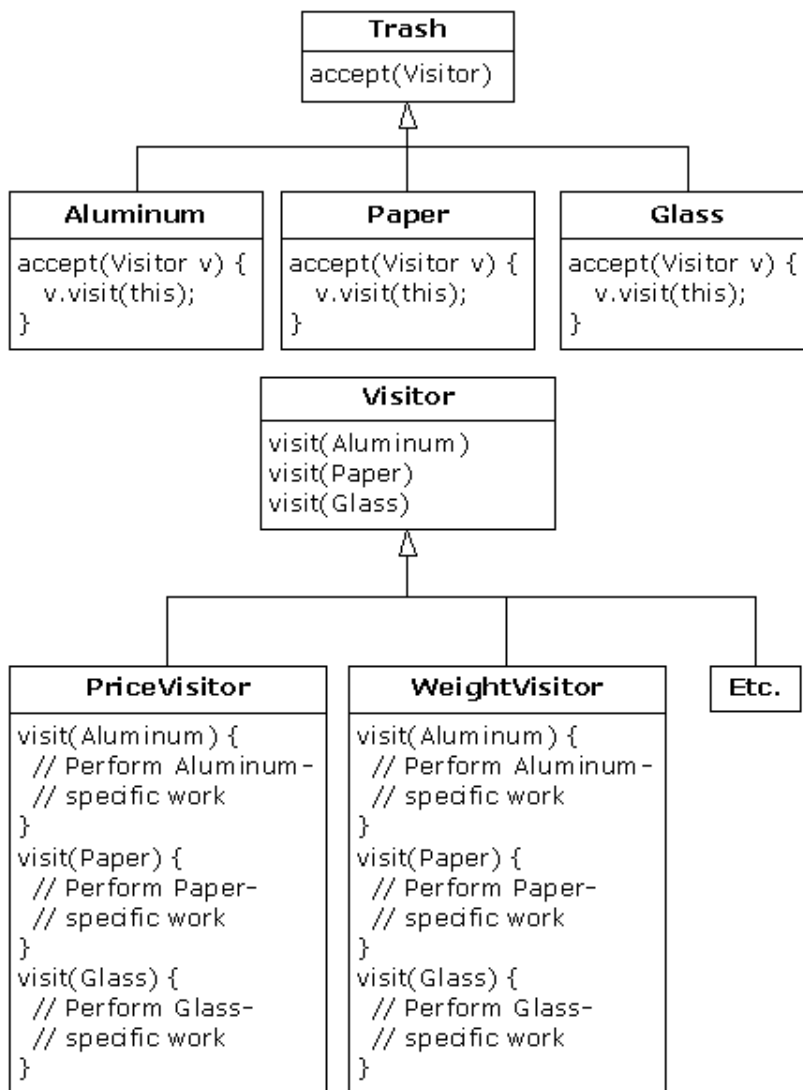 Trash
accept(Visitor)
Aluminum
accept(Visitor v) {
v.visit(this);
}
Paper
accept(Visitor v) {
v.visit(this);
}
Glass
accept(Visitor v) {
v.visit(this);
}
Visitor
visit(Aluminum)
visit(Paper)
visit(Glass)
PriceVisitor
visit(Aluminum) {
// Perform Aluminum-
// specific work
}
visit(Paper) {
// Perform Paper-
// specific work
}
visit(Glass) {
// Perform Glass-
// specific work
}
WeightVisitor
visit(Aluminum) {
// Perform Aluminum-
// specific work
}
visit(Paper) {
// Perform Paper-
// specific work
}
visit(Glass) {
// Perform Glass-
// specific work
}
Etc.